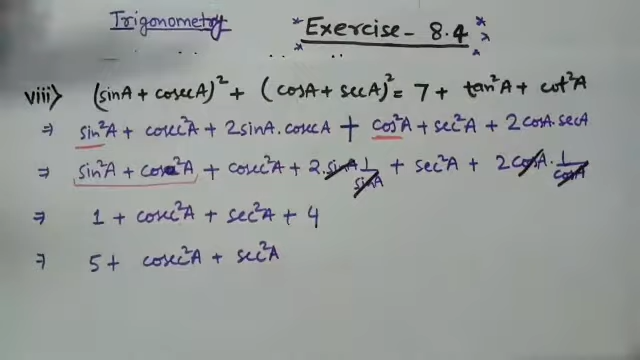 Trigonometry * Exercise - 8.4 *
viii> (sinA + cosecA)² + (cosA + secA)² = 7 + tan²A + cot²A
⇒ sin²A + cosec²A + 2sinA.cosecA + cos²A + sec²A + 2cosA.secA
⇒ sin²A + cos²A + cosec²A + 2.sinA.1/sinA + sec²A + 2cosA.1/cosA
⇒ 1 + cosec²A + sec²A + 4
⇒ 5 + cosec²A + sec²A